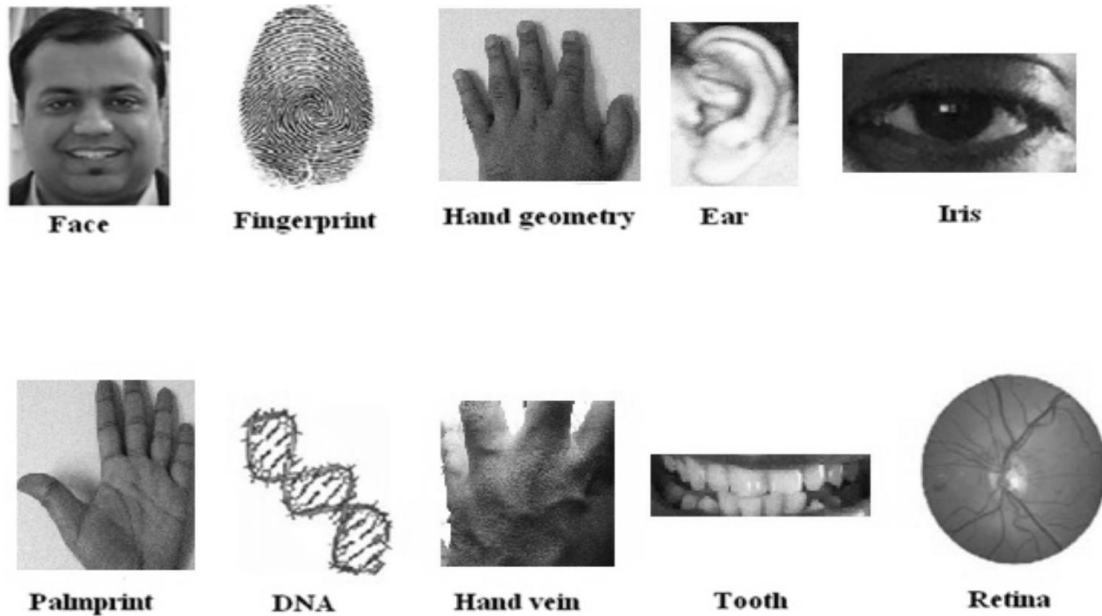 Face
Fingerprint
Hand geometry
Ear
Iris
Palmprint
DNA
Hand vein
Tooth
Retina